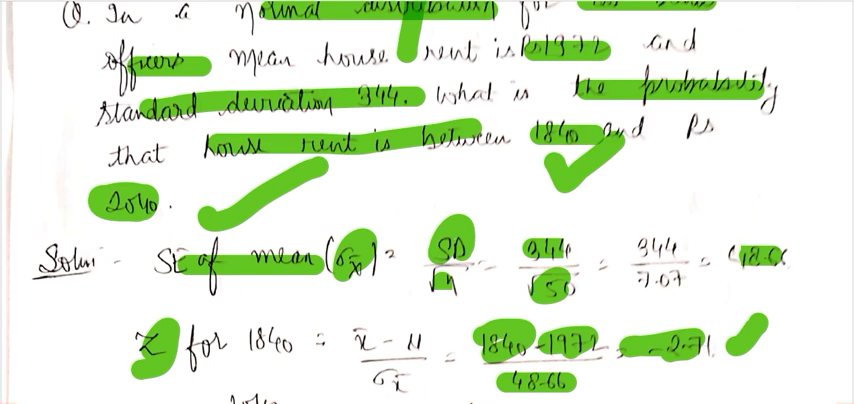 Q. In a normal distribution for
officers mean house rent is Rs 1972 and
standard deviation 344. What is the probability
that house rent is between 1840 and Rs
2040.
Soln:- SE of mean (σx̄) = SD/√n = 344/√50 = 344/7.07 = 48.66
Z for 1840 = x̄ - μ/σx̄ = 1840-1972/48.66 = -2.71